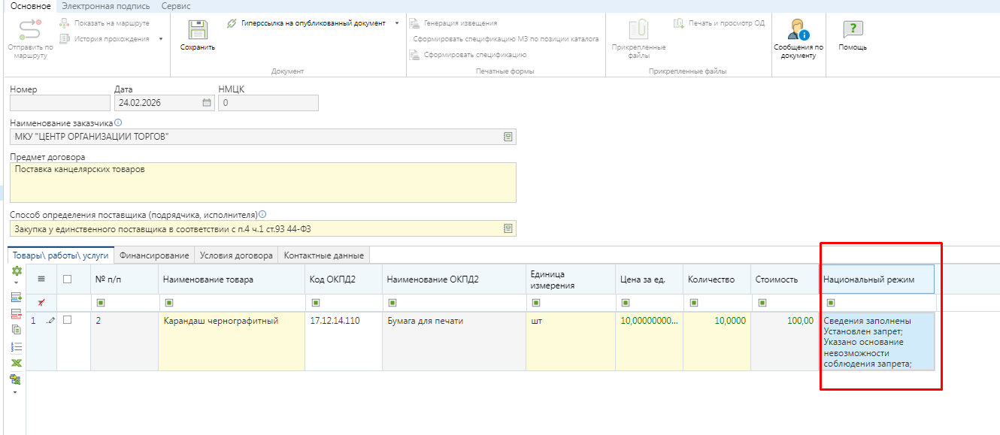 Основное Электронная подпись Сервис
Отправить по маршруту
Показать на маршруте
История прохождения
Сохранить
Гиперссылка на опубликованный документ
Документ
Генерация извещения
Сформировать спецификацию МЗ по позиции каталога
Сформировать спецификацию
Печатные формы
Прикрепленные файлы
Печать и просмотр ОД
Прикрепленные файлы
Сообщения по документу
Помощь
Номер Дата НМЦК
24.02.2026 0
Наименование заказчика
МКУ "ЦЕНТР ОРГАНИЗАЦИИ ТОРГОВ"
Предмет договора
Поставка канцелярских товаров
Способ определения поставщика (подрядчика, исполнителя)
Закупка у единственного поставщика в соответствии с п.4 ч.1 ст.93 44-ФЗ
Товары\ работы\ услуги Финансирование Условия договора Контактные данные
№ п/п Наименование товара Код ОКПД2 Наименование ОКПД2 Единица измерения Цена за ед. Количество Стоимость Национальный режим
1 2 Карандаш чернографитный 17.12.14.110 Бумага для печати шт 10,00000000... 10,0000 100,00 Сведения заполнены
Установлен запрет;
Указано основание
невозможности
соблюдения запрета;